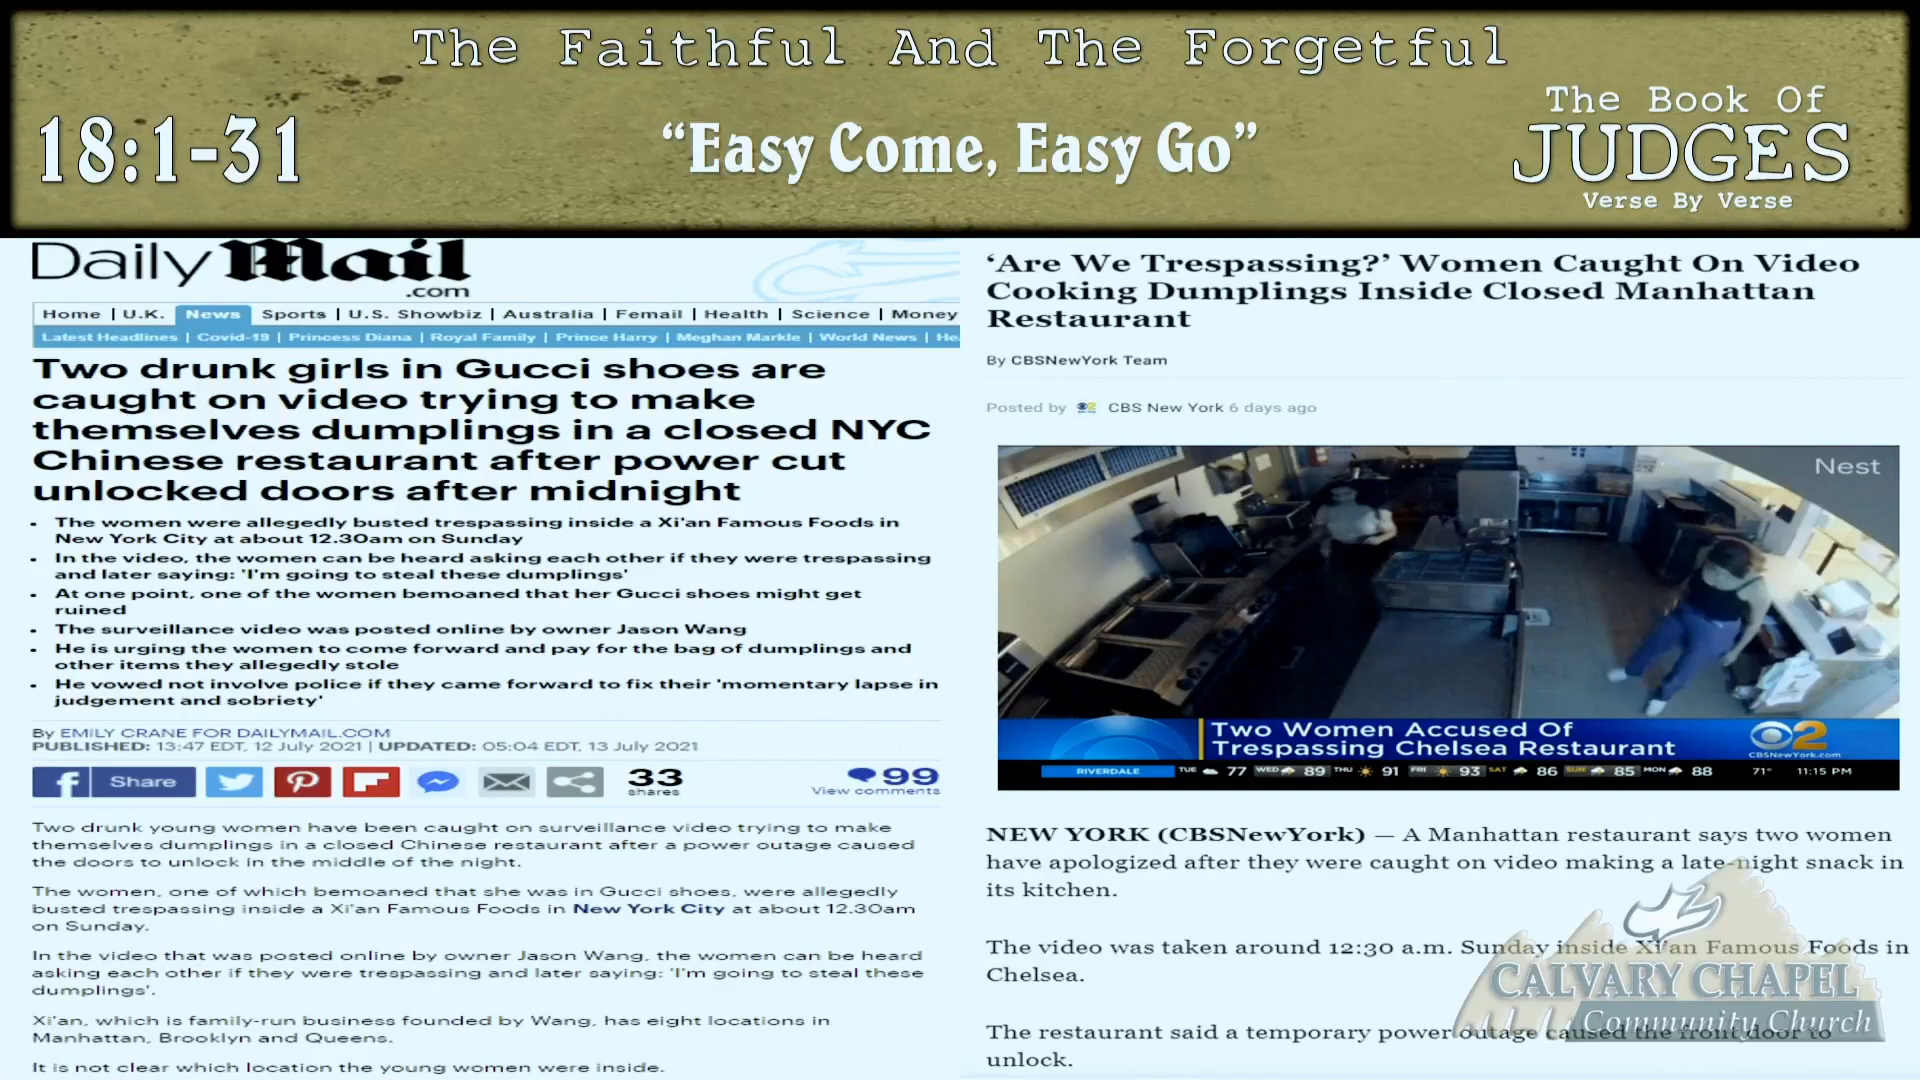 The Faithful And The Forgetful
18:1-31
“Easy Come, Easy Go”
The Book Of
JUDGES
Verse By Verse
Daily Mail
.com
Home | U.K. News Sports | U.S. Showbiz | Australia | Femail | Health | Science | Money
Latest Headlines | Covid-19 | Princess Diana | Royal Family | Prince Harry | Meghan Markle | World News | He
Two drunk girls in Gucci shoes are
caught on video trying to make
themselves dumplings in a closed NYC
Chinese restaurant after power cut
unlocked doors after midnight
• The women were allegedly busted trespassing inside a Xi'an Famous Foods in
New York City at about 12.30am on Sunday
• In the video, the women can be heard asking each other if they were trespassing
and later saying: 'I'm going to steal these dumplings'
• At one point, one of the women bemoaned that her Gucci shoes might get
ruined
• The surveillance video was posted online by owner Jason Wang
• He is urging the women to come forward and pay for the bag of dumplings and
other items they allegedly stole
• He vowed not involve police if they came forward to fix their 'momentary lapse in
judgement and sobriety'
By EMILY CRANE FOR DAILYMAIL.COM
PUBLISHED: 13:47 EDT, 12 July 2021 | UPDATED: 05:04 EDT, 13 July 2021
f Share
33
shares
99
View comments
Two drunk young women have been caught on surveillance video trying to make
themselves dumplings in a closed Chinese restaurant after a power outage caused
the doors to unlock in the middle of the night.
The women, one of which bemoaned that she was in Gucci shoes, were allegedly
busted trespassing inside a Xi'an Famous Foods in New York City at about 12.30am
on Sunday.
In the video that was posted online by owner Jason Wang, the women can be heard
asking each other if they were trespassing and later saying: 'I'm going to steal these
dumplings'.
Xi'an, which is family-run business founded by Wang, has eight locations in
Manhattan, Brooklyn and Queens.
It is not clear which location the young women were inside.
‘Are We Trespassing?’ Women Caught On Video
Cooking Dumplings Inside Closed Manhattan
Restaurant
By CBSNewYork Team
Posted by CBS New York 6 days ago
Nest
Two Women Accused Of
Trespassing Chelsea Restaurant
2
CBSNewYork.com
RIVERDALE TUE 77 WED 89 THU 91 FRI 93 SAT 86 SUN 85 MON 88 71° 11:15 PM
NEW YORK (CBSNewYork) — A Manhattan restaurant says two women
have apologized after they were caught on video making a late-night snack in
its kitchen.
The video was taken around 12:30 a.m. Sunday inside Xi'an Famous Foods in
Chelsea.
The restaurant said a temporary power outage caused the front door to
unlock.
CALVARY CHAPEL
Community Church